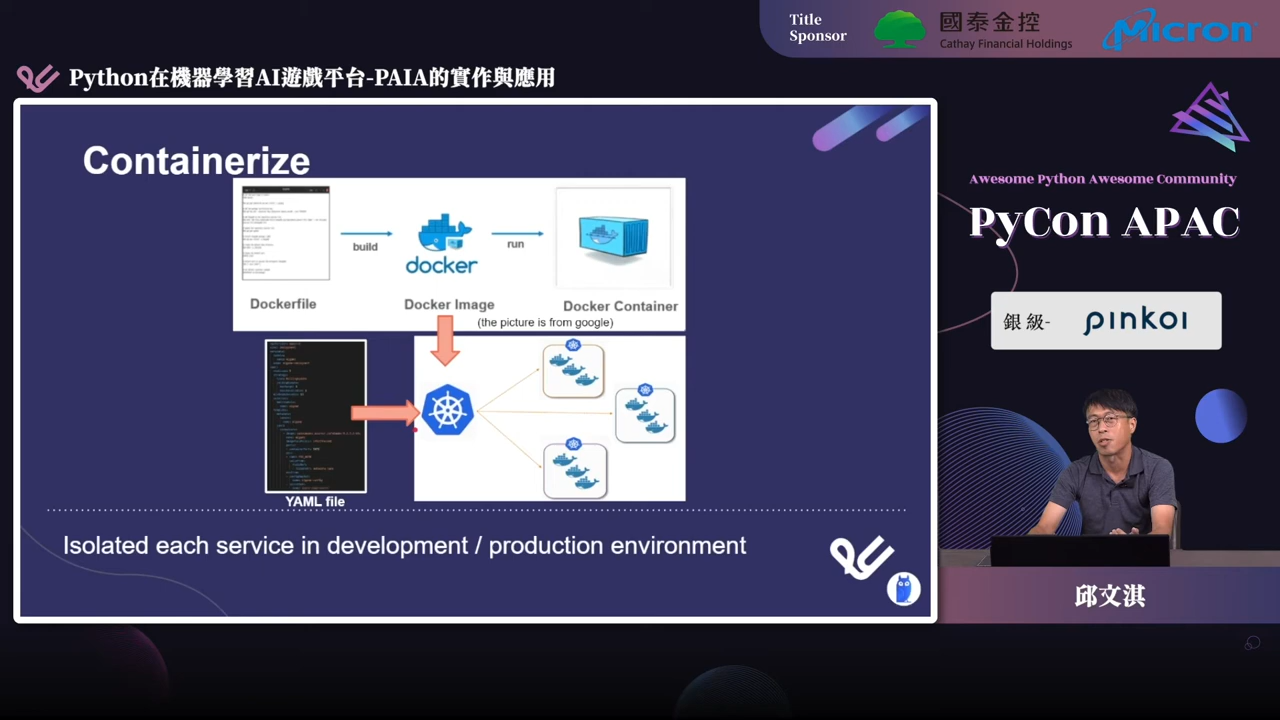 Title
Sponsor
國泰金控
Cathay Financial Holdings
Micron
Python在機器學習AI遊戲平台-PAIA的實作與應用
Containerize
build
docker
run
Dockerfile
Docker Image
Docker Container
(the picture is from google)
YAML file
Isolated each service in development / production environment
Awesome Python Awesome Community
PyCon APAC
銀級-
pinkoi
邱文淇